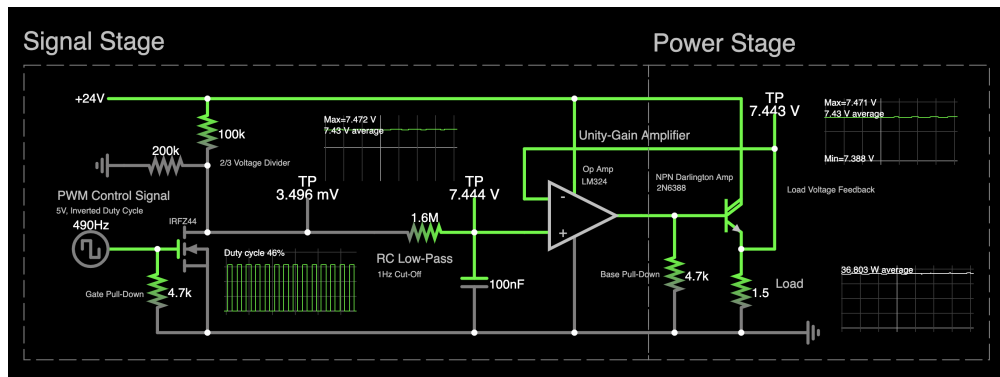 Signal Stage
Power Stage
+24V
100k
200k
2/3 Voltage Divider
PWM Control Signal
5V, Inverted Duty Cycle
490Hz
IRFZ44
Gate Pull-Down
4.7k
Max=7.472 V
7.43 V average
TP
3.496 mV
Duty cycle 46%
1.6M
RC Low-Pass
1Hz Cut-Off
TP
7.444 V
100nF
Unity-Gain Amplifier
Op Amp
LM324
-
+
NPN Darlington Amp
2N6388
Base Pull-Down
4.7k
TP
7.443 V
Load Voltage Feedback
Load
1.5
Max=7.471 V
7.43 V average
Min=7.388 V
36.803 W average